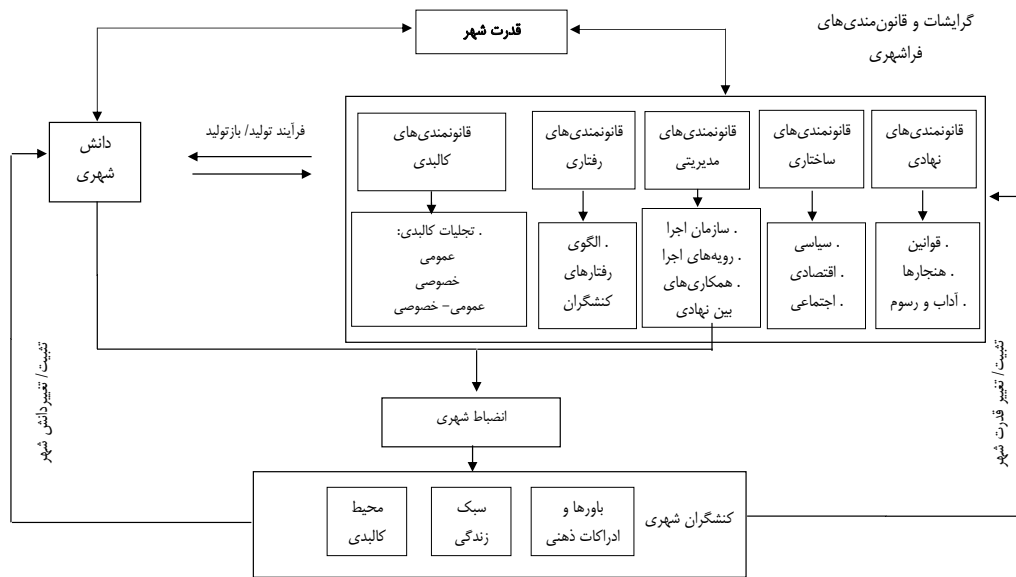 گرایشات و قانون‌مندی‌های
فراشهری
قدرت شهر
دانش
شهری
فرآیند تولید/ بازتولید
قانونمندی‌های
نهادی
قانونمندی‌های
ساختاری
قانونمندی‌های
مدیریتی
قانونمندی‌های
رفتاری
قانونمندی‌های
کالبدی
. قوانین
. هنجارها
. آداب و رسوم
. سیاسی
. اقتصادی
. اجتماعی
. سازمان اجرا
. رویه‌های اجرا
. همکاری‌های
بین نهادی
. الگوی
رفتارهای
کنشگران
. تجلیات کالبدی:
عمومی
خصوصی
عمومی– خصوصی
تثبیت/ تغییر قدرت شهر
تثبیت/ تغییردانش شهر
انضباط شهری
کنشگران شهری
باورها و
ادراکات ذهنی
سبک
زندگی
محیط
کالبدی